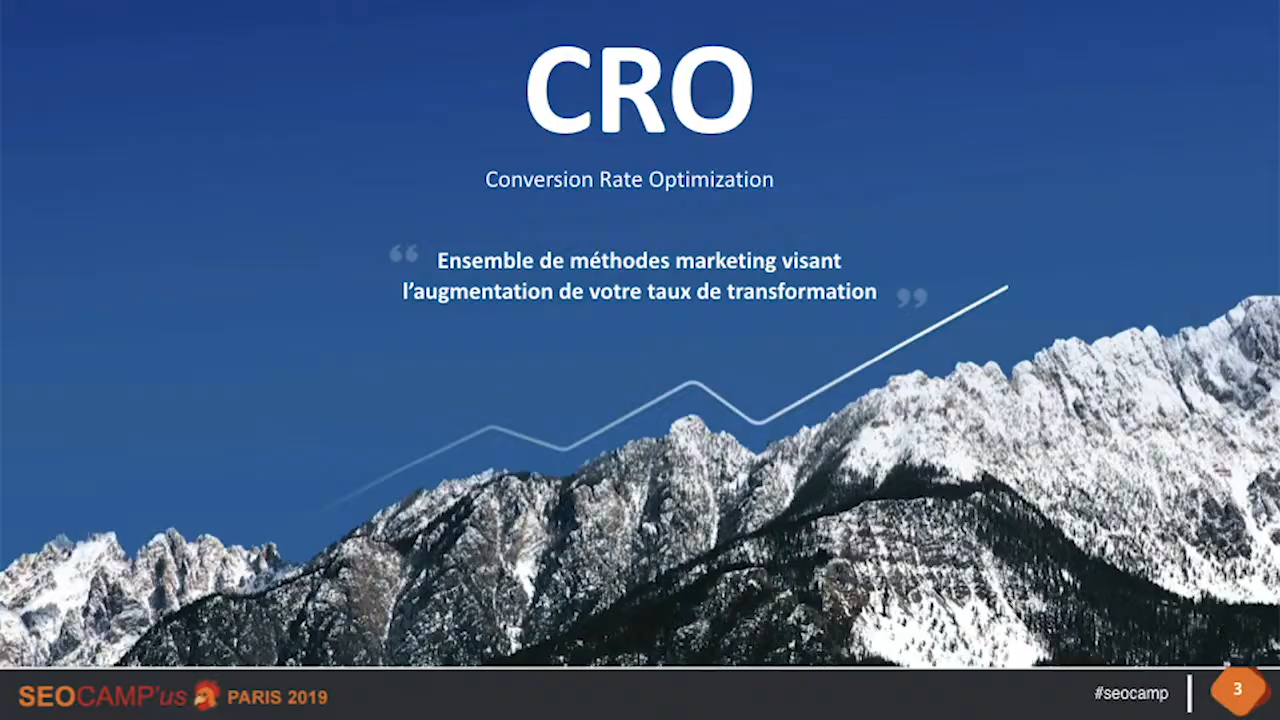 CRO
Conversion Rate Optimization
“ Ensemble de méthodes marketing visant
l’augmentation de votre taux de transformation ”
SEOCAMP'us PARIS 2019
#seocamp
3